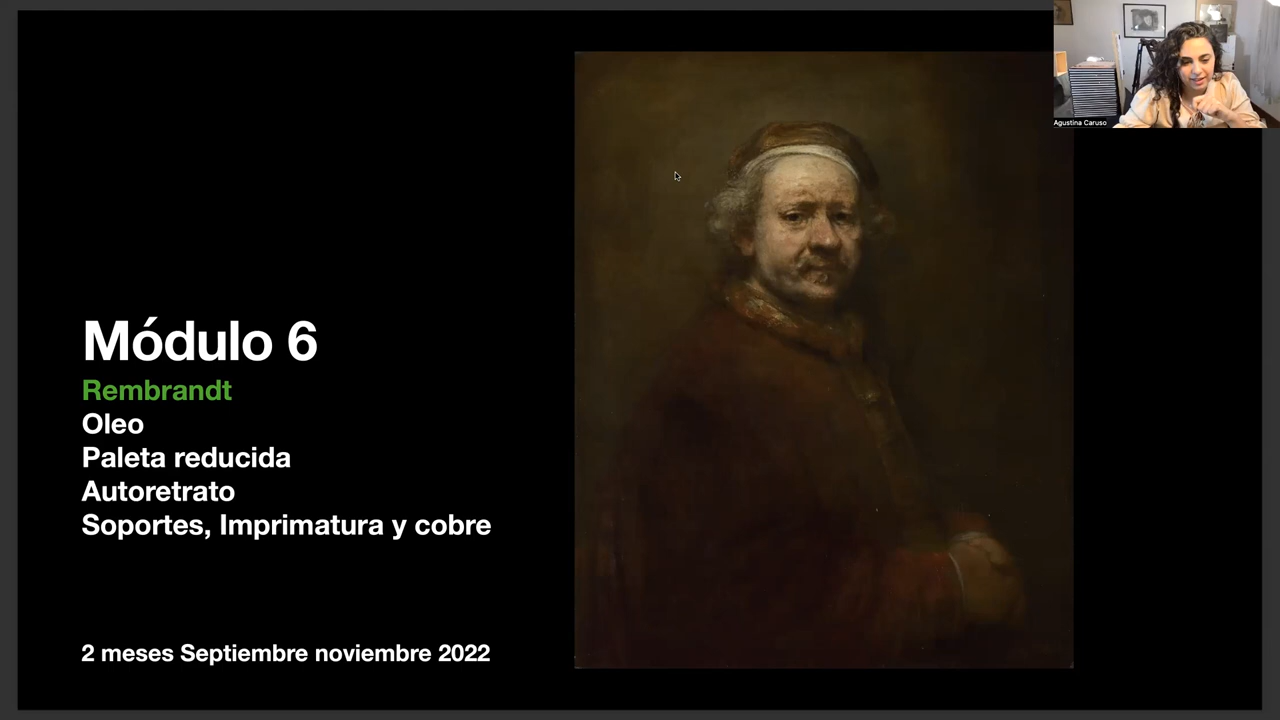 Módulo 6
Rembrandt
Oleo
Paleta reducida
Autoretrato
Soportes, Imprimatura y cobre
2 meses Septiembre noviembre 2022
Agustina Caruso